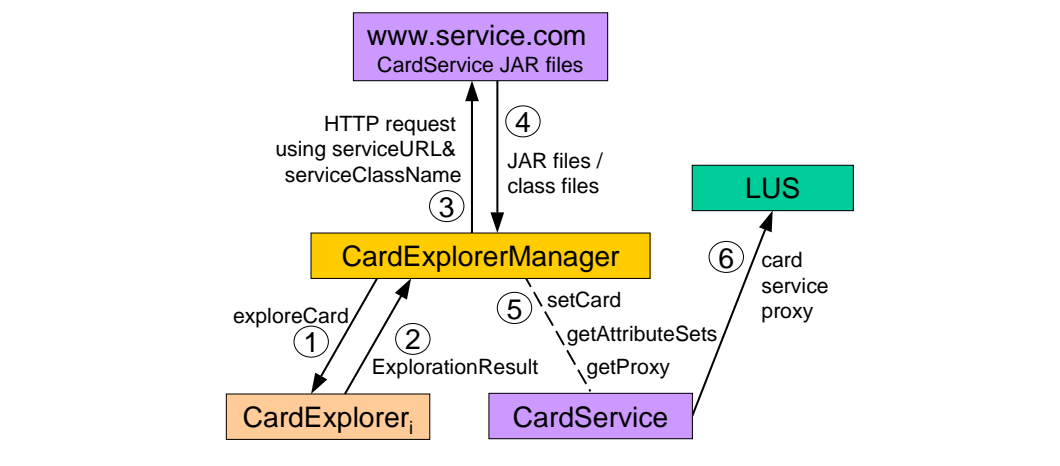 www.service.com
CardService JAR files
HTTP request
using serviceURL&
serviceClassName
3
4
JAR files /
class files
LUS
CardExplorerManager
6
card
service
proxy
exploreCard
1
2
ExplorationResult
5
setCard
getAttributeSets
getProxy
CardExplorerᵢ
CardService